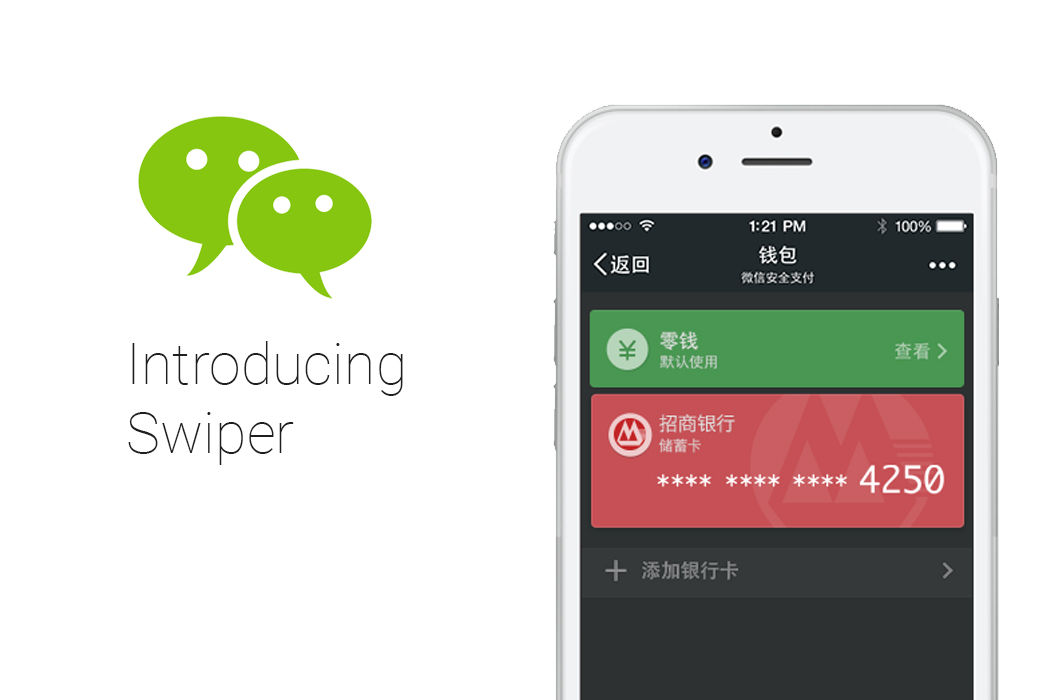 Introducing
Swiper
1:21 PM
100%
返回
钱包
微信安全支付
零钱
默认使用
查看
招商银行
储蓄卡
**** **** **** 4250
添加银行卡